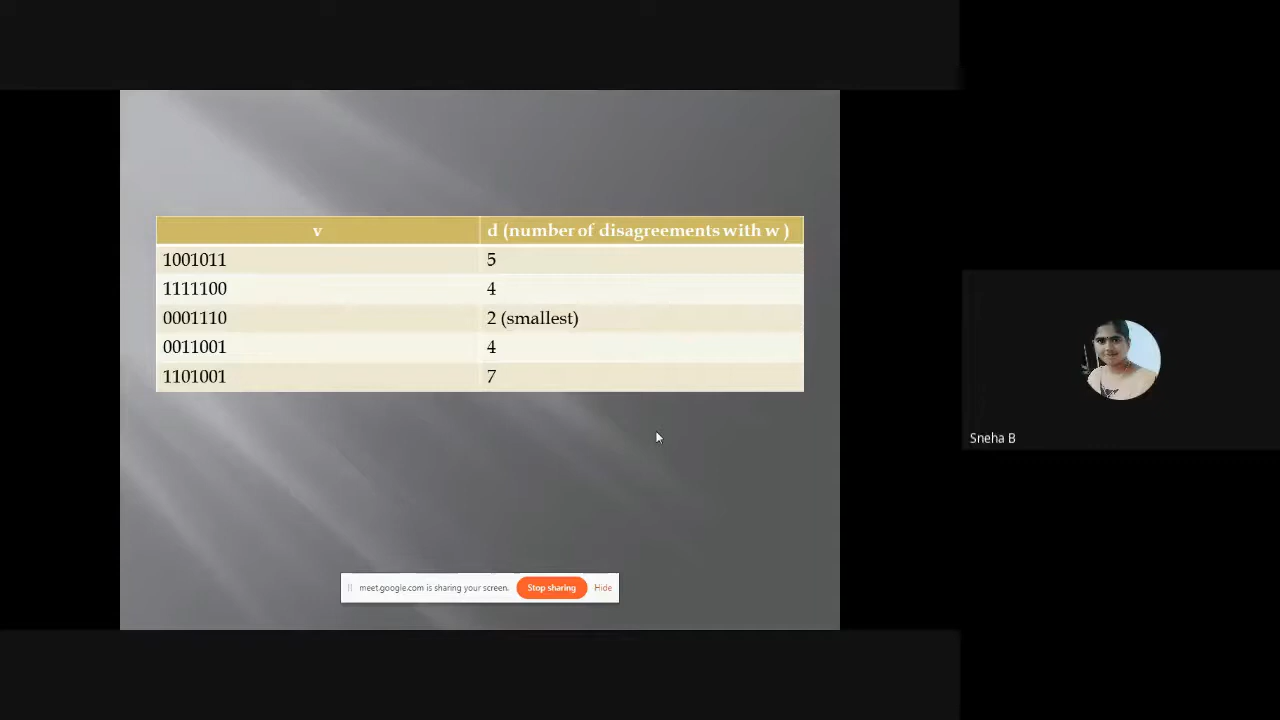 v d (number of disagreements with w )
1001011 5
1111100 4
0001110 2 (smallest)
0011001 4
1101001 7
Sneha B
meet.google.com is sharing your screen. Stop sharing Hide